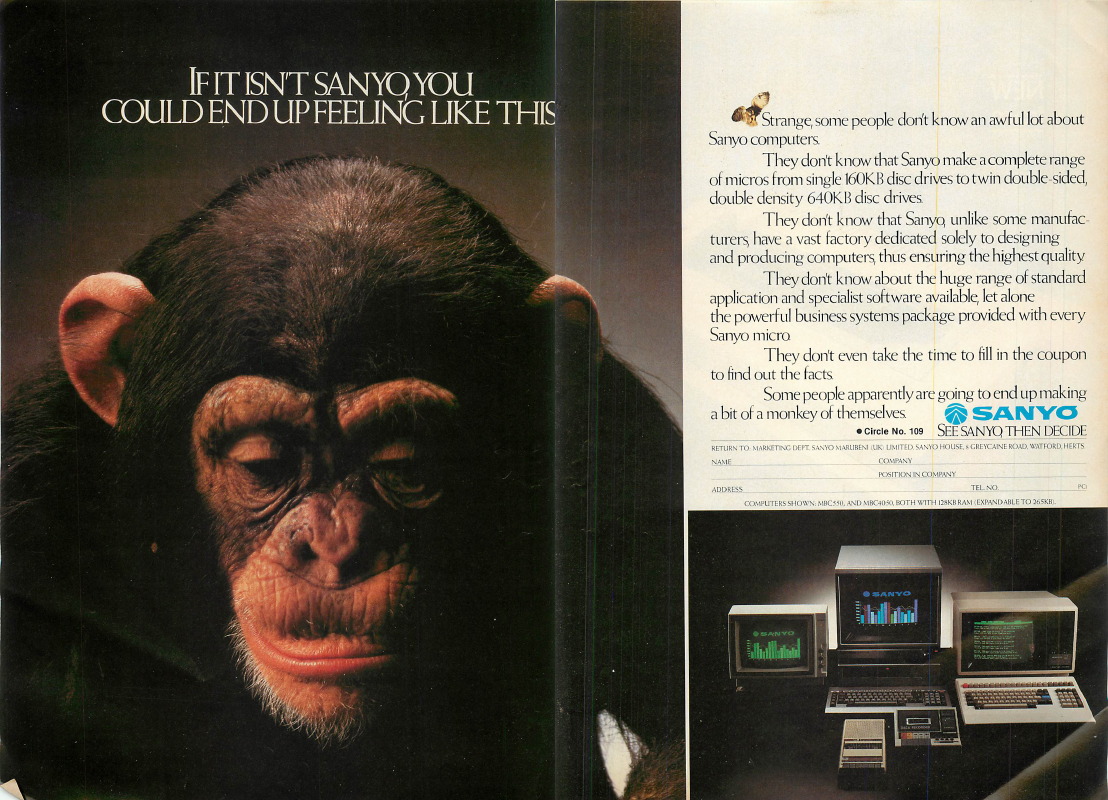 IF IT ISN'T SANYO, YOU
COULD END UP FEELING LIKE THIS
Strange, some people don't know an awful lot about
Sanyo computers.
They don't know that Sanyo make a complete range
of micros from single 160KB disc drives to twin double-sided,
double density 640KB disc drives.
They don't know that Sanyo, unlike some manufac-
turers, have a vast factory dedicated solely to designing
and producing computers, thus ensuring the highest quality.
They don't know about the huge range of standard
application and specialist software available, let alone
the powerful business systems package provided with every
Sanyo micro.
They don't even take the time to fill in the coupon
to find out the facts.
Some people apparently are going to end up making
a bit of a monkey of themselves.
SANYO
● Circle No. 109
SEE SANYO, THEN DECIDE
RETURN TO: MARKETING DEPT. SANYO MARUBENI (UK) LIMITED, SANYO HOUSE, 8 GREYCAINE ROAD, WATFORD, HERTS
NAME COMPANY
POSITION IN COMPANY
ADDRESS TEL. NO. PC1
COMPUTERS SHOWN: MBC550, AND MBC4050, BOTH WITH 128KB RAM (EXPANDABLE TO 265KB).
SANYO
SANYO